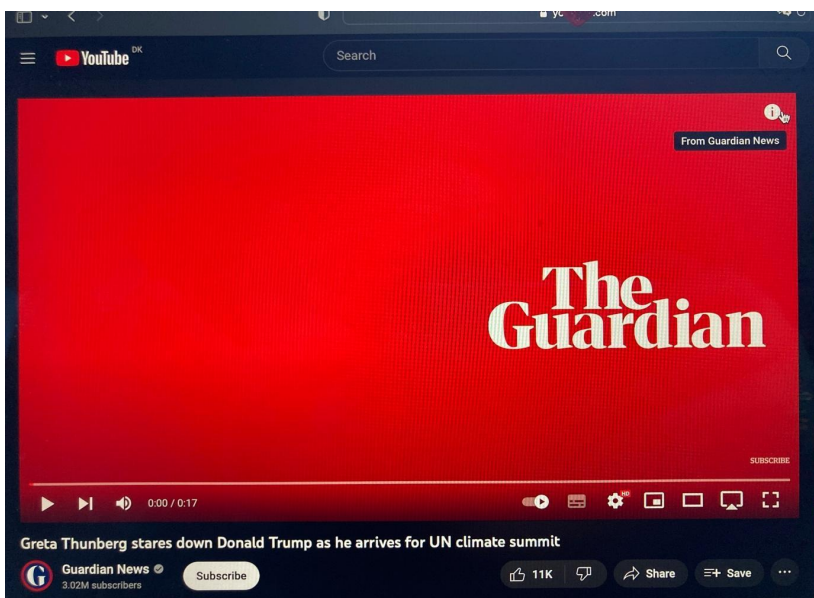 YouTube DK
Search
From Guardian News
The
Guardian
SUBSCRIBE
0:00 / 0:17
HD
Greta Thunberg stares down Donald Trump as he arrives for UN climate summit
Guardian News
3.02M subscribers
Subscribe
11K
Share
Save